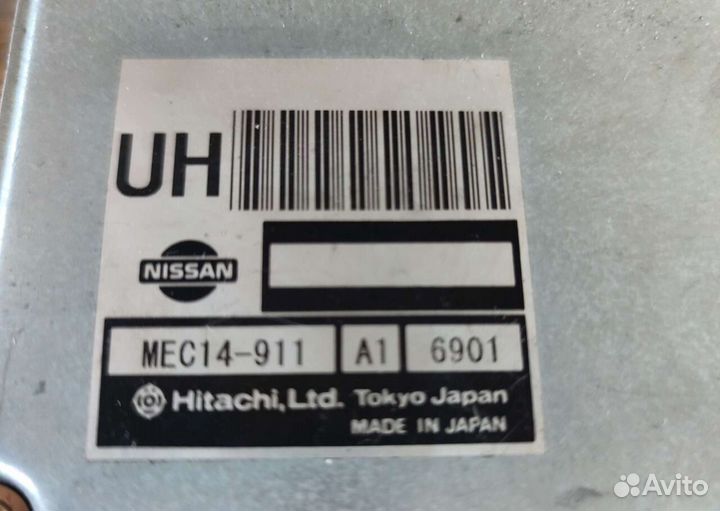 UH
NISSAN
MEC14-911 A1 6901
Hitachi, Ltd. Tokyo Japan
MADE IN JAPAN
Avito